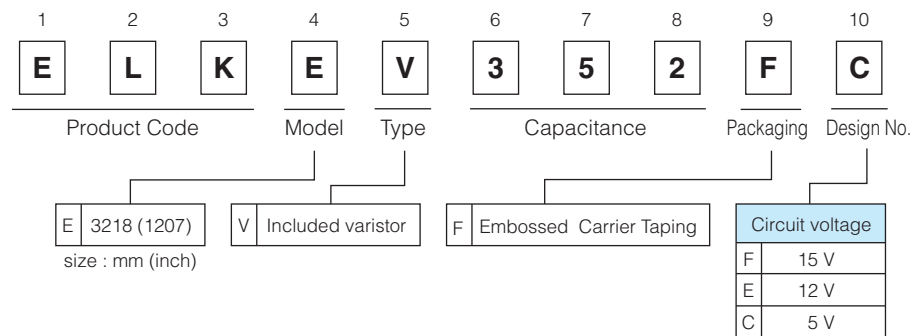 1 2 3 4 5 6 7 8 9 10
E L K E V 3 5 2 F C
Product Code Model Type Capacitance Packaging Design No.
E 3218 (1207) V Included varistor F Embossed Carrier Taping Circuit voltage
size : mm (inch) F 15 V
E 12 V
C 5 V